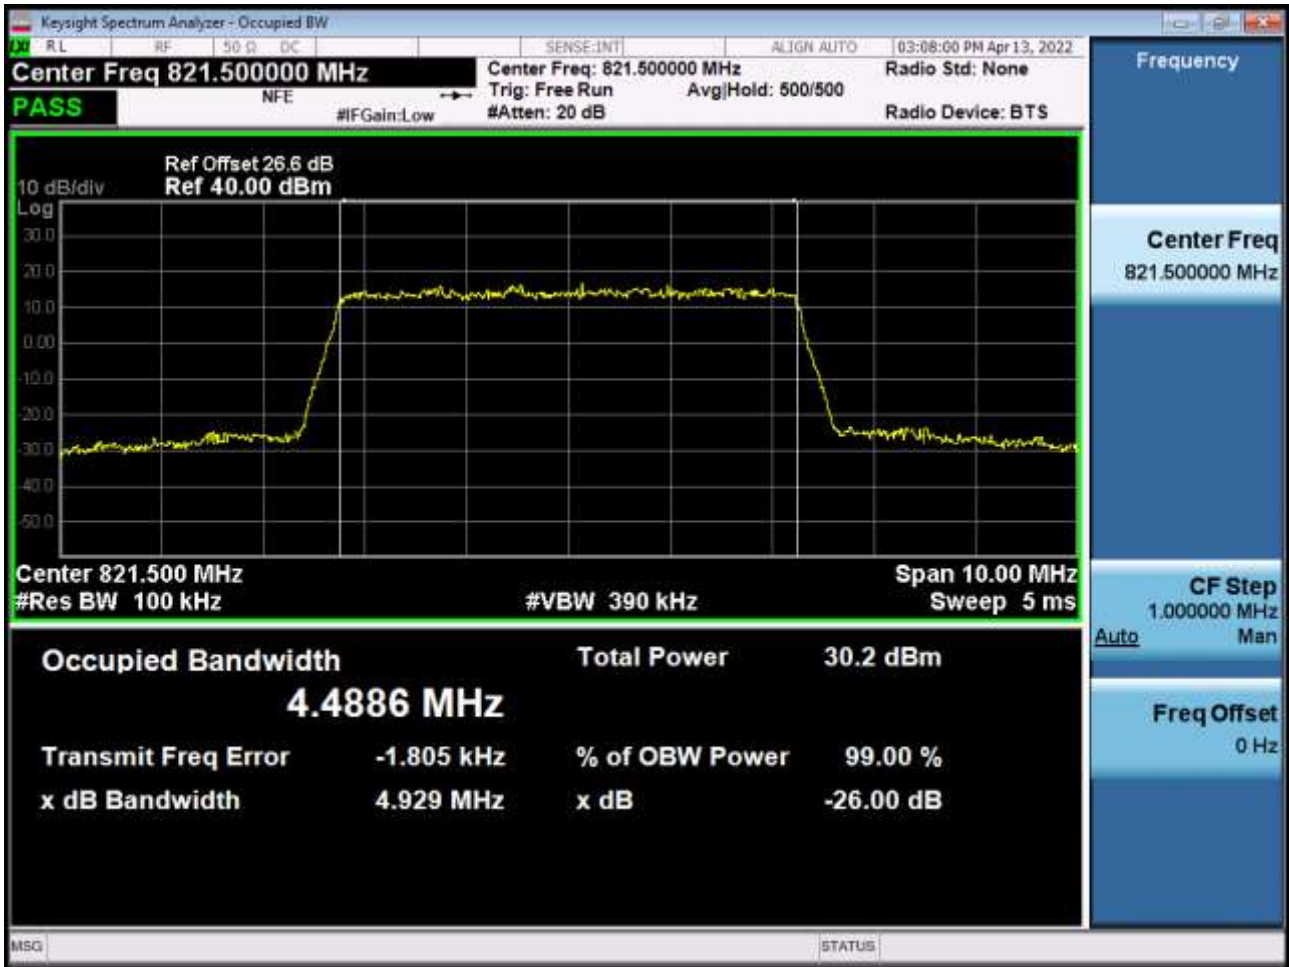 Keysight Spectrum Analyzer - Occupied BW
LXI RL RF 50 Ω DC SENSE:INT ALIGN AUTO 03:08:00 PM Apr 13, 2022
Center Freq 821.500000 MHz Center Freq: 821.500000 MHz Radio Std: None
NFE Trig: Free Run Avg|Hold: 500/500
PASS #IFGain:Low #Atten: 20 dB Radio Device: BTS
Ref Offset 26.6 dB
10 dB/div Ref 40.00 dBm
Log
30.0
20.0
10.0
0.00
-10.0
-20.0
-30.0
-40.0
-50.0
Center 821.500 MHz Span 10.00 MHz
#Res BW 100 kHz #VBW 390 kHz Sweep 5 ms
Occupied Bandwidth Total Power 30.2 dBm
4.4886 MHz
Transmit Freq Error -1.805 kHz % of OBW Power 99.00 %
x dB Bandwidth 4.929 MHz x dB -26.00 dB
MSG STATUS
Frequency
Center Freq
821.500000 MHz
CF Step
1.000000 MHz
Auto Man
Freq Offset
0 Hz